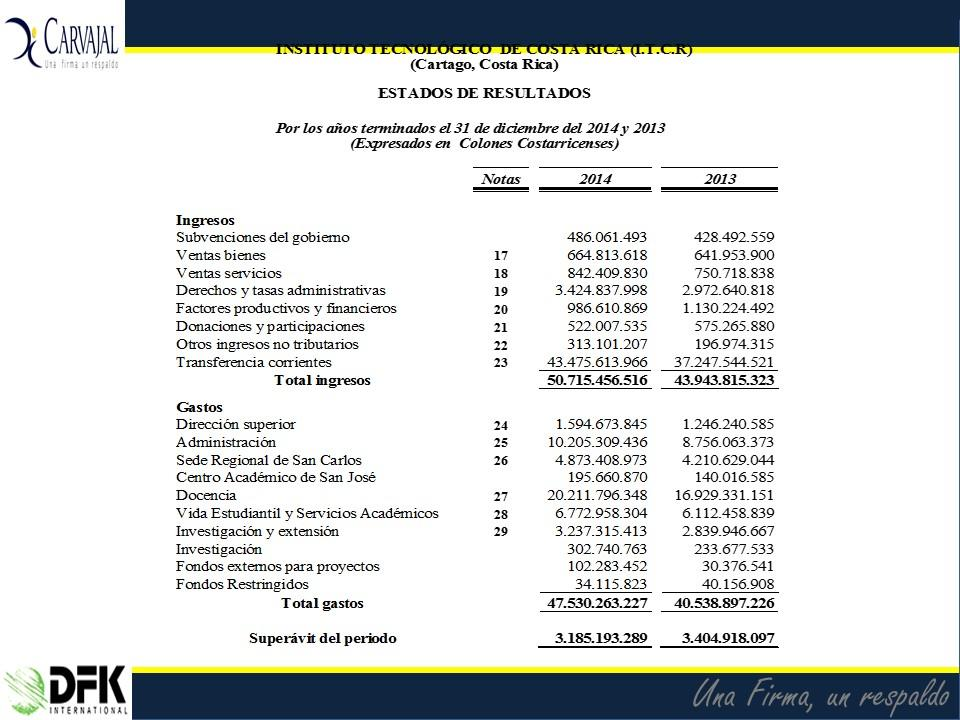 CARVAJAL
Una firma un respaldo
INSTITUTO TECNOLÓGICO DE COSTA RICA (I.T.C.R)
(Cartago, Costa Rica)
ESTADOS DE RESULTADOS
Por los años terminados el 31 de diciembre del 2014 y 2013
(Expresados en Colones Costarricenses)
Notas 2014 2013
Ingresos
Subvenciones del gobierno 486.061.493 428.492.559
Ventas bienes 17 664.813.618 641.953.900
Ventas servicios 18 842.409.830 750.718.838
Derechos y tasas administrativas 19 3.424.837.998 2.972.640.818
Factores productivos y financieros 20 986.610.869 1.130.224.492
Donaciones y participaciones 21 522.007.535 575.265.880
Otros ingresos no tributarios 22 313.101.207 196.974.315
Transferencia corrientes 23 43.475.613.966 37.247.544.521
Total ingresos 50.715.456.516 43.943.815.323
Gastos
Dirección superior 24 1.594.673.845 1.246.240.585
Administración 25 10.205.309.436 8.756.063.373
Sede Regional de San Carlos 26 4.873.408.973 4.210.629.044
Centro Académico de San José 195.660.870 140.016.585
Docencia 27 20.211.796.348 16.929.331.151
Vida Estudiantil y Servicios Académicos 28 6.772.958.304 6.112.458.839
Investigación y extensión 29 3.237.315.413 2.839.946.667
Investigación 302.740.763 233.677.533
Fondos externos para proyectos 102.283.452 30.376.541
Fondos Restringidos 34.115.823 40.156.908
Total gastos 47.530.263.227 40.538.897.226
Superávit del periodo 3.185.193.289 3.404.918.097
DFK
INTERNATIONAL
Una Firma, un respaldo